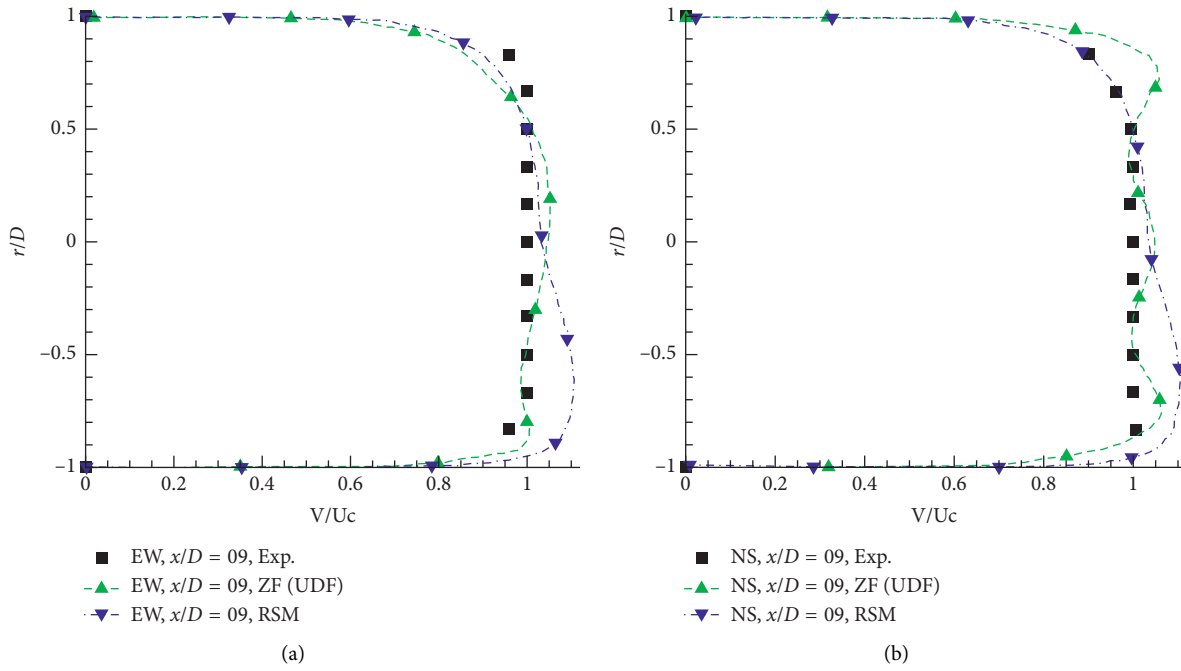 1
0.5
0
−0.5
−1
r/D
0
0.2
0.4
0.6
0.8
1
V/Uc
EW, x/D = 09, Exp.
EW, x/D = 09, ZF (UDF)
EW, x/D = 09, RSM
(a)
1
0.5
0
−0.5
−1
r/D
0
0.2
0.4
0.6
0.8
1
V/Uc
NS, x/D = 09, Exp.
NS, x/D = 09, ZF (UDF)
NS, x/D = 09, RSM
(b)